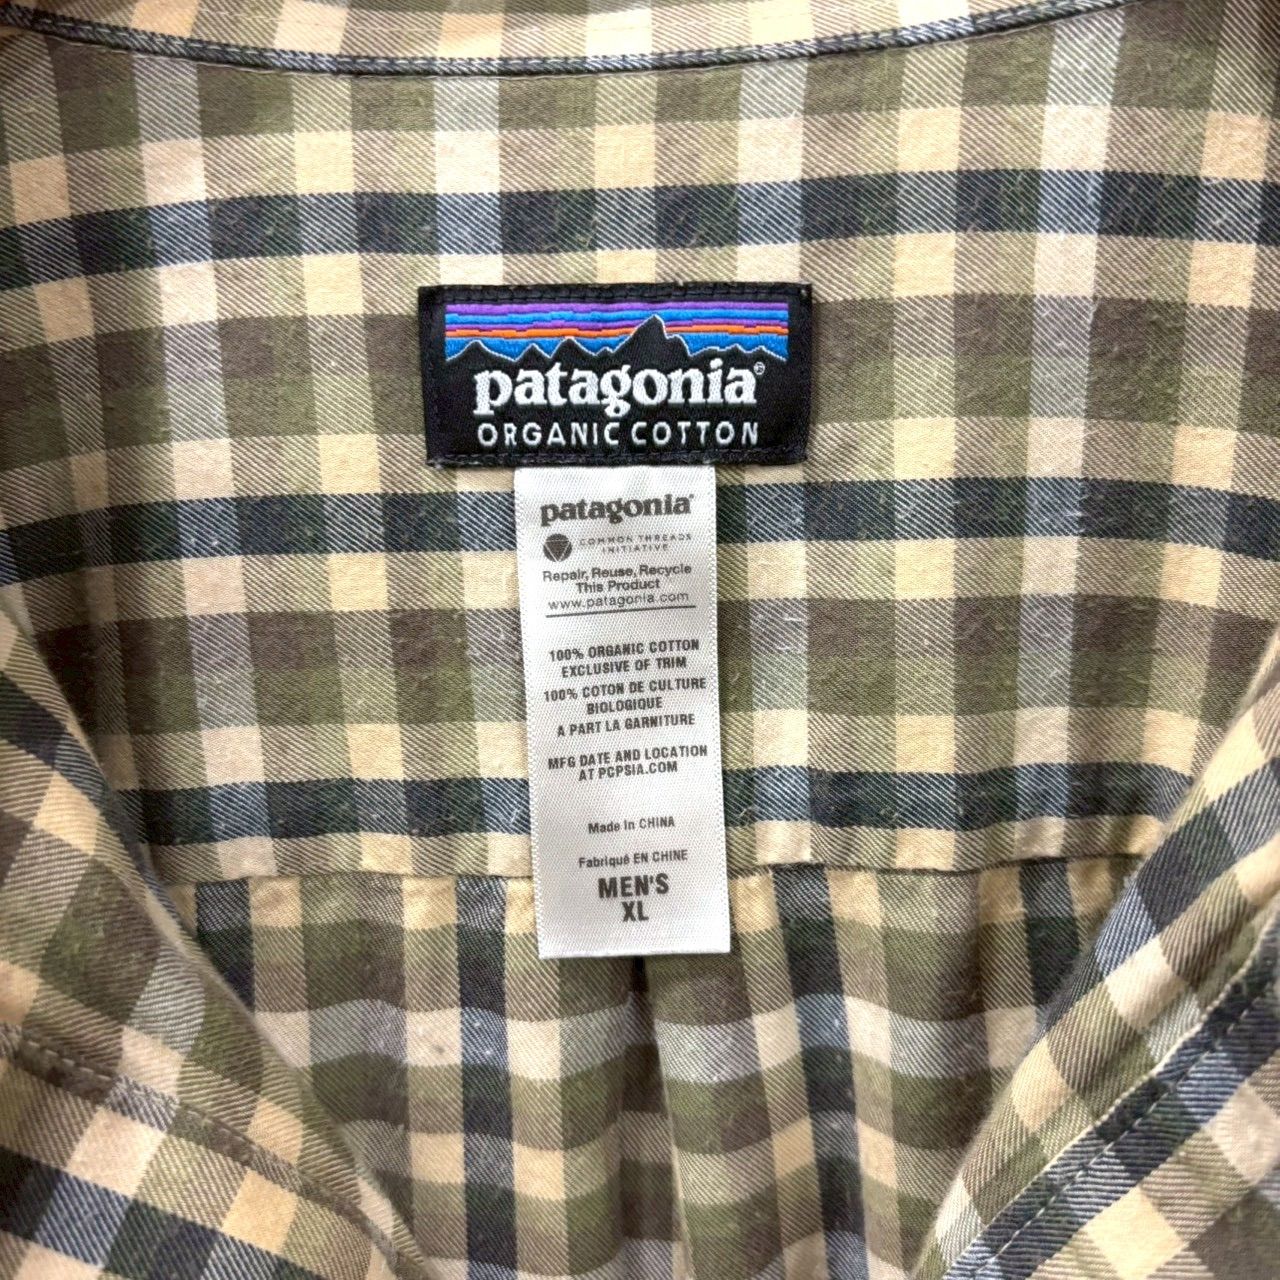 patagonia®
ORGANIC COTTON
patagonia®
COMMON THREADS
INITIATIVE
Repair, Reuse, Recycle
This Product
www.patagonia.com
100% ORGANIC COTTON
EXCLUSIVE OF TRIM
100% COTON DE CULTURE
BIOLOGIQUE
A PART LA GARNITURE
MFG DATE AND LOCATION
AT PCPSIA.COM
Made in CHINA
Fabriqué EN CHINE
MEN'S
XL